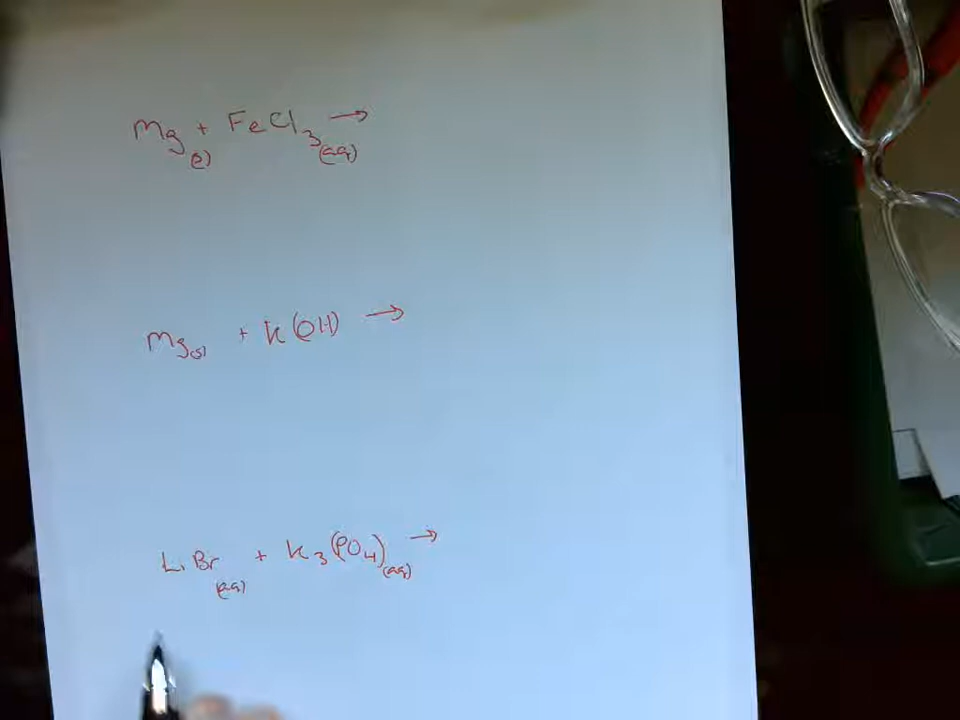 Mg(s) + FeCl3(aq) →
Mg(s) + K(OH) →
LiBr(aq) + K3(PO4)(aq) →